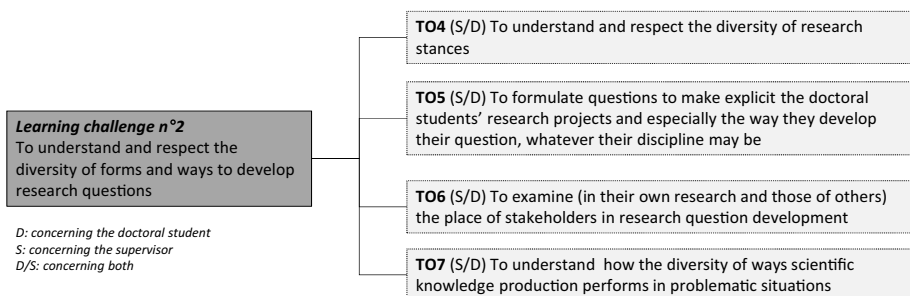 Learning challenge n°2
To understand and respect the
diversity of forms and ways to develop
research questions
D: concerning the doctoral student
S: concerning the supervisor
D/S: concerning both
TO4 (S/D) To understand and respect the diversity of research
stances
TO5 (S/D) To formulate questions to make explicit the doctoral
students’ research projects and especially the way they develop
their question, whatever their discipline may be
TO6 (S/D) To examine (in their own research and those of others)
the place of stakeholders in research question development
TO7 (S/D) To understand how the diversity of ways scientific
knowledge production performs in problematic situations